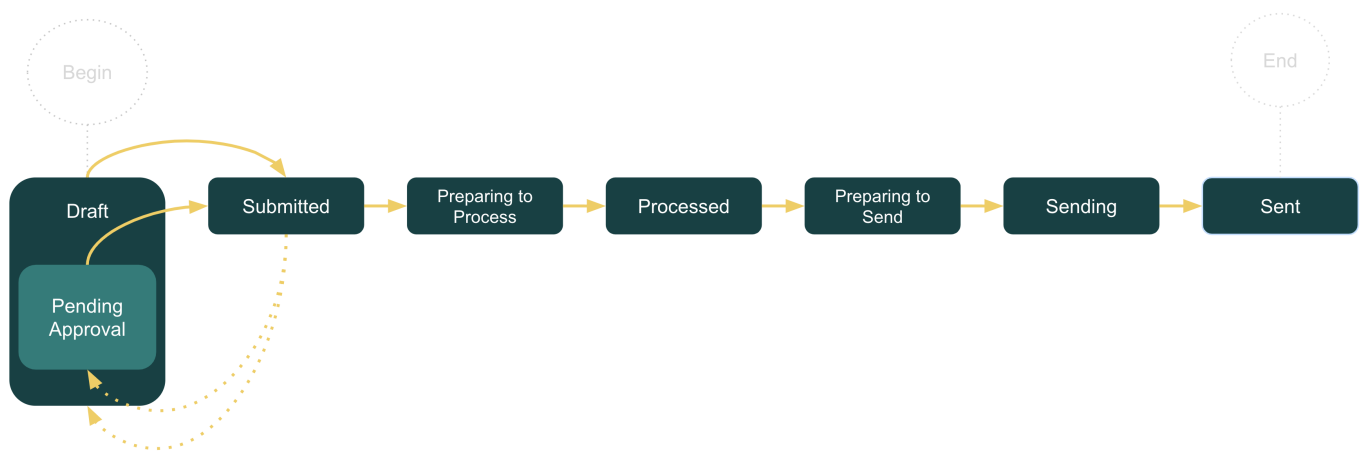 Begin
End
Draft
Submitted
Preparing to
Process
Processed
Preparing to
Send
Sending
Sent
Pending
Approval